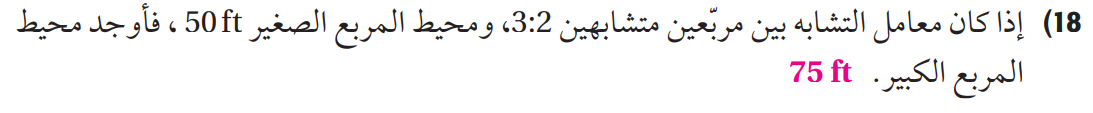 18) إذا كان معامل التشابه بين مربّعين متشابهين 3:2، ومحيط المربع الصغير 50 ft ، فأوجد محيط
المربع الكبير. 75 ft